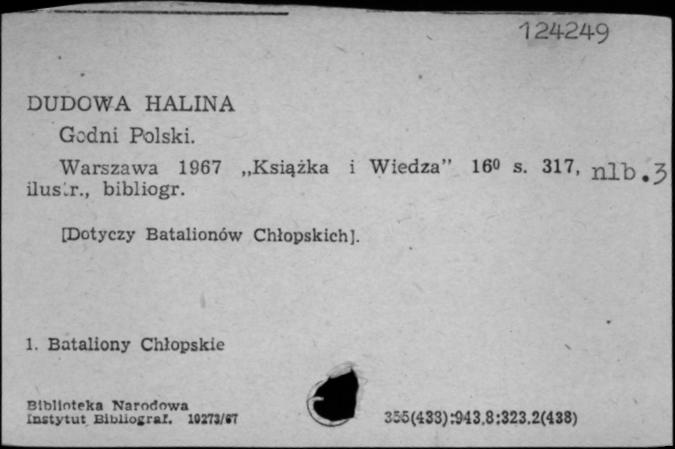 124249
DUDOWA HALINA
Godni Polski.
Warszawa 1967 „Książka i Wiedza” 16⁰ s. 317, nlb.3
ilustr., bibliogr.
[Dotyczy Batalionów Chłopskich].
1. Bataliony Chłopskie
Biblioteka Narodowa
Instytut Bibliograf. 10273/67
355(433):943.8:323.2(438)